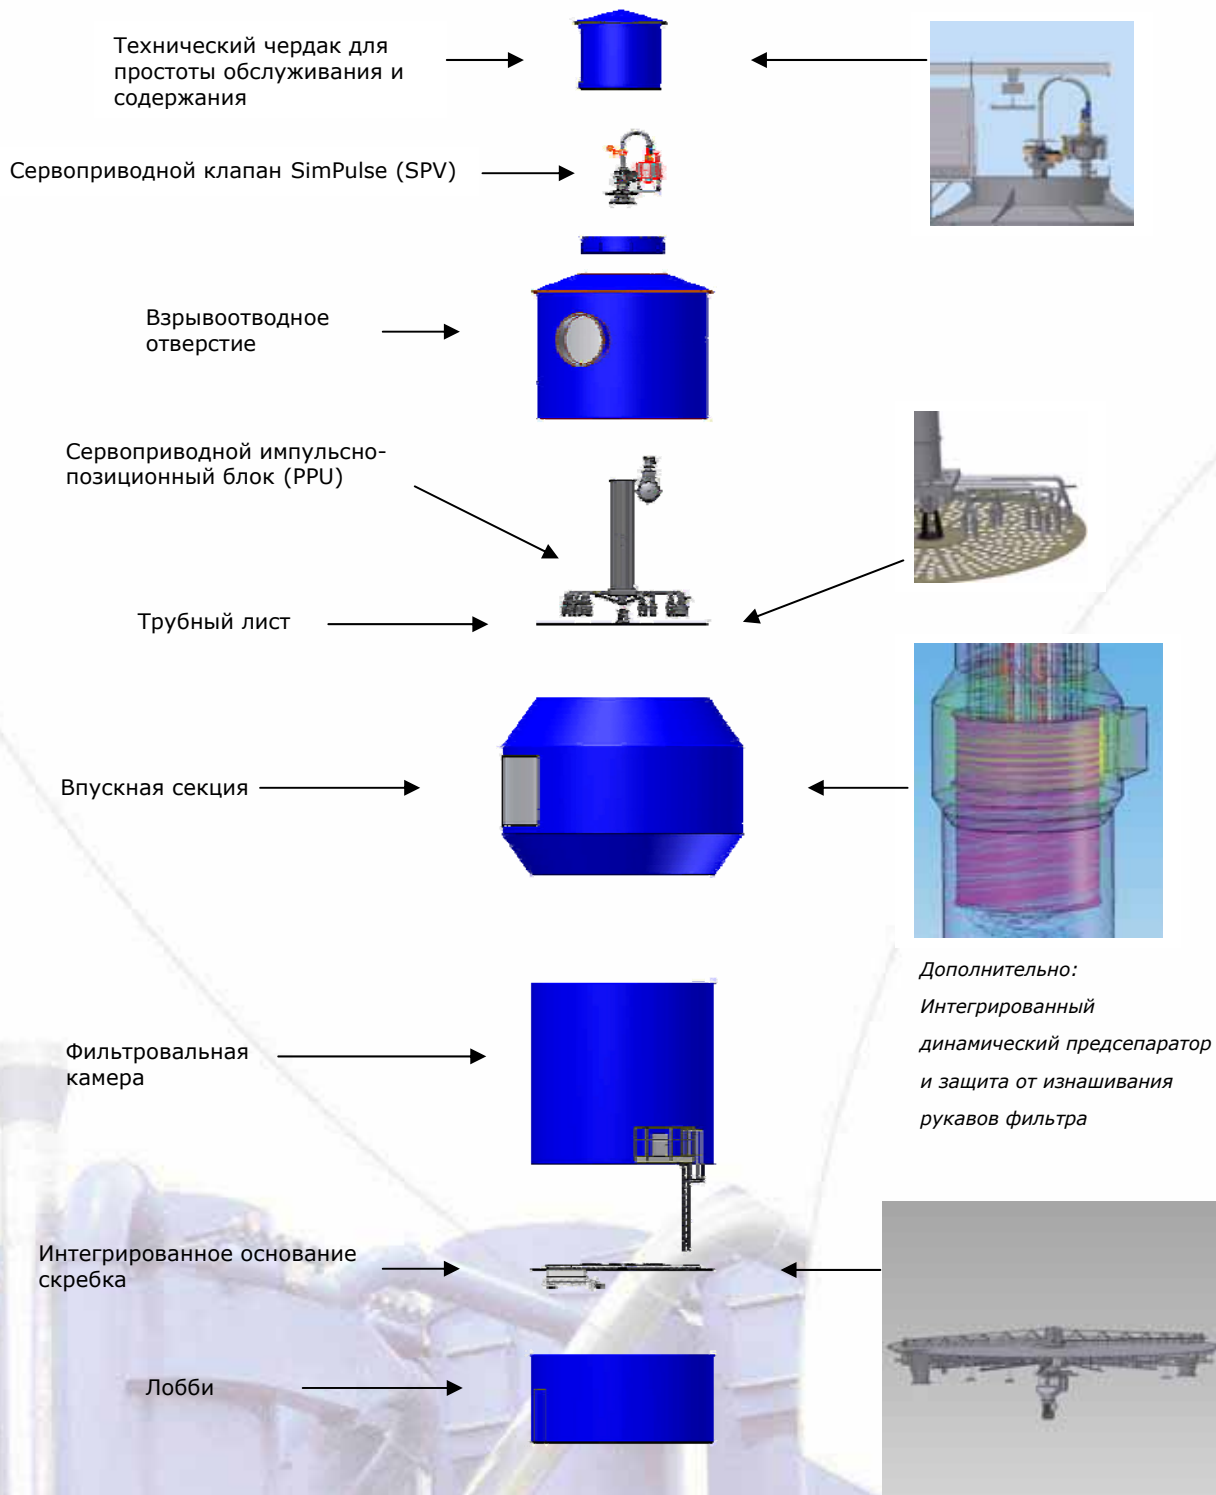 Технический чердак для
простоты обслуживания и
содержания
Сервоприводной клапан SimPulse (SPV)
Взрывоотводное
отверстие
Сервоприводной импульсно-
позиционный блок (PPU)
Трубный лист
Впускная секция
Дополнительно:
Интегрированный
динамический предсепаратор
и защита от изнашивания
рукавов фильтра
Фильтровальная
камера
Интегрированное основание
скребка
Лобби